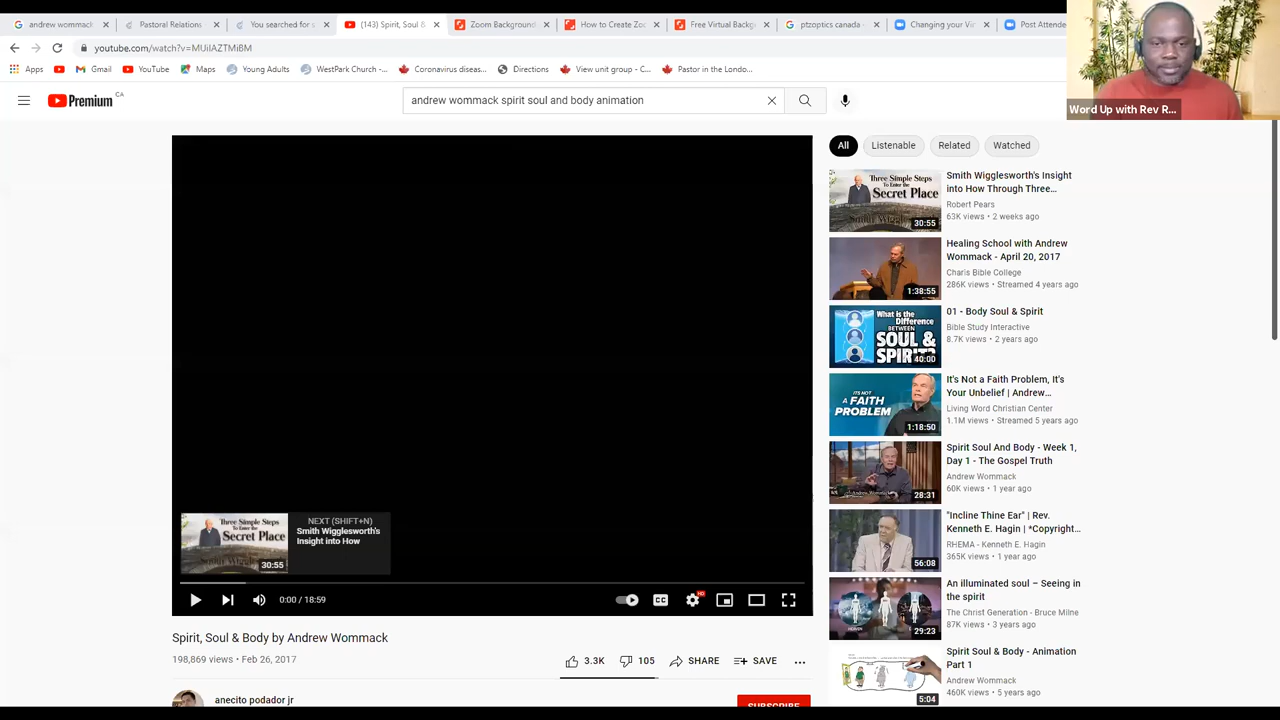 andrew wommack
Pastoral Relations
You searched for s
(143) Spirit, Soul &
Zoom Background
How to Create Zoo
Free Virtual Backg
ptzoptics canada -
Changing your Vi
Post Attende
youtube.com/watch?v=MUiIAZTMiBM
Apps
Gmail
YouTube
Maps
Young Adults
WestPark Church -...
Coronavirus diseas...
Directions
View unit group - C...
Pastor in the Londo...
Word Up with Rev R...
Premium CA
andrew wommack spirit soul and body animation
All
Listenable
Related
Watched
Three Simple Steps
To Enter the
Secret Place
30:55
Smith Wigglesworth's Insight
into How Through Three...
Robert Pears
63K views • 2 weeks ago
1:38:55
Healing School with Andrew
Wommack - April 20, 2017
Charis Bible College
286K views • Streamed 4 years ago
What is the
Difference
BETWEEN
SOUL &
SPIRIT?
40:00
01 - Body Soul & Spirit
Bible Study Interactive
8.7K views • 2 years ago
IT'S NOT
A FAITH
PROBLEM
1:18:50
It's Not a Faith Problem, It's
Your Unbelief | Andrew...
Living Word Christian Center
1.1M views • Streamed 5 years ago
28:31
Spirit Soul And Body - Week 1,
Day 1 - The Gospel Truth
Andrew Wommack
60K views • 1 year ago
56:08
"Incline Thine Ear" | Rev.
Kenneth E. Hagin | *Copyright...
RHEMA - Kenneth E. Hagin
365K views • 1 year ago
29:23
An illuminated soul – Seeing in
the spirit
The Christ Generation - Bruce Milne
87K views • 3 years ago
5:04
Spirit Soul & Body - Animation
Part 1
Andrew Wommack
460K views • 5 years ago
Three Simple Steps
To Enter the
Secret Place
30:55
NEXT (SHIFT+N)
Smith Wigglesworth's
Insight into How
0:00 / 18:59
CC
HD
Spirit, Soul & Body by Andrew Wommack
views • Feb 26, 2017
3.3K
105
SHARE
SAVE
anecito podador jr
SUBSCRIBE